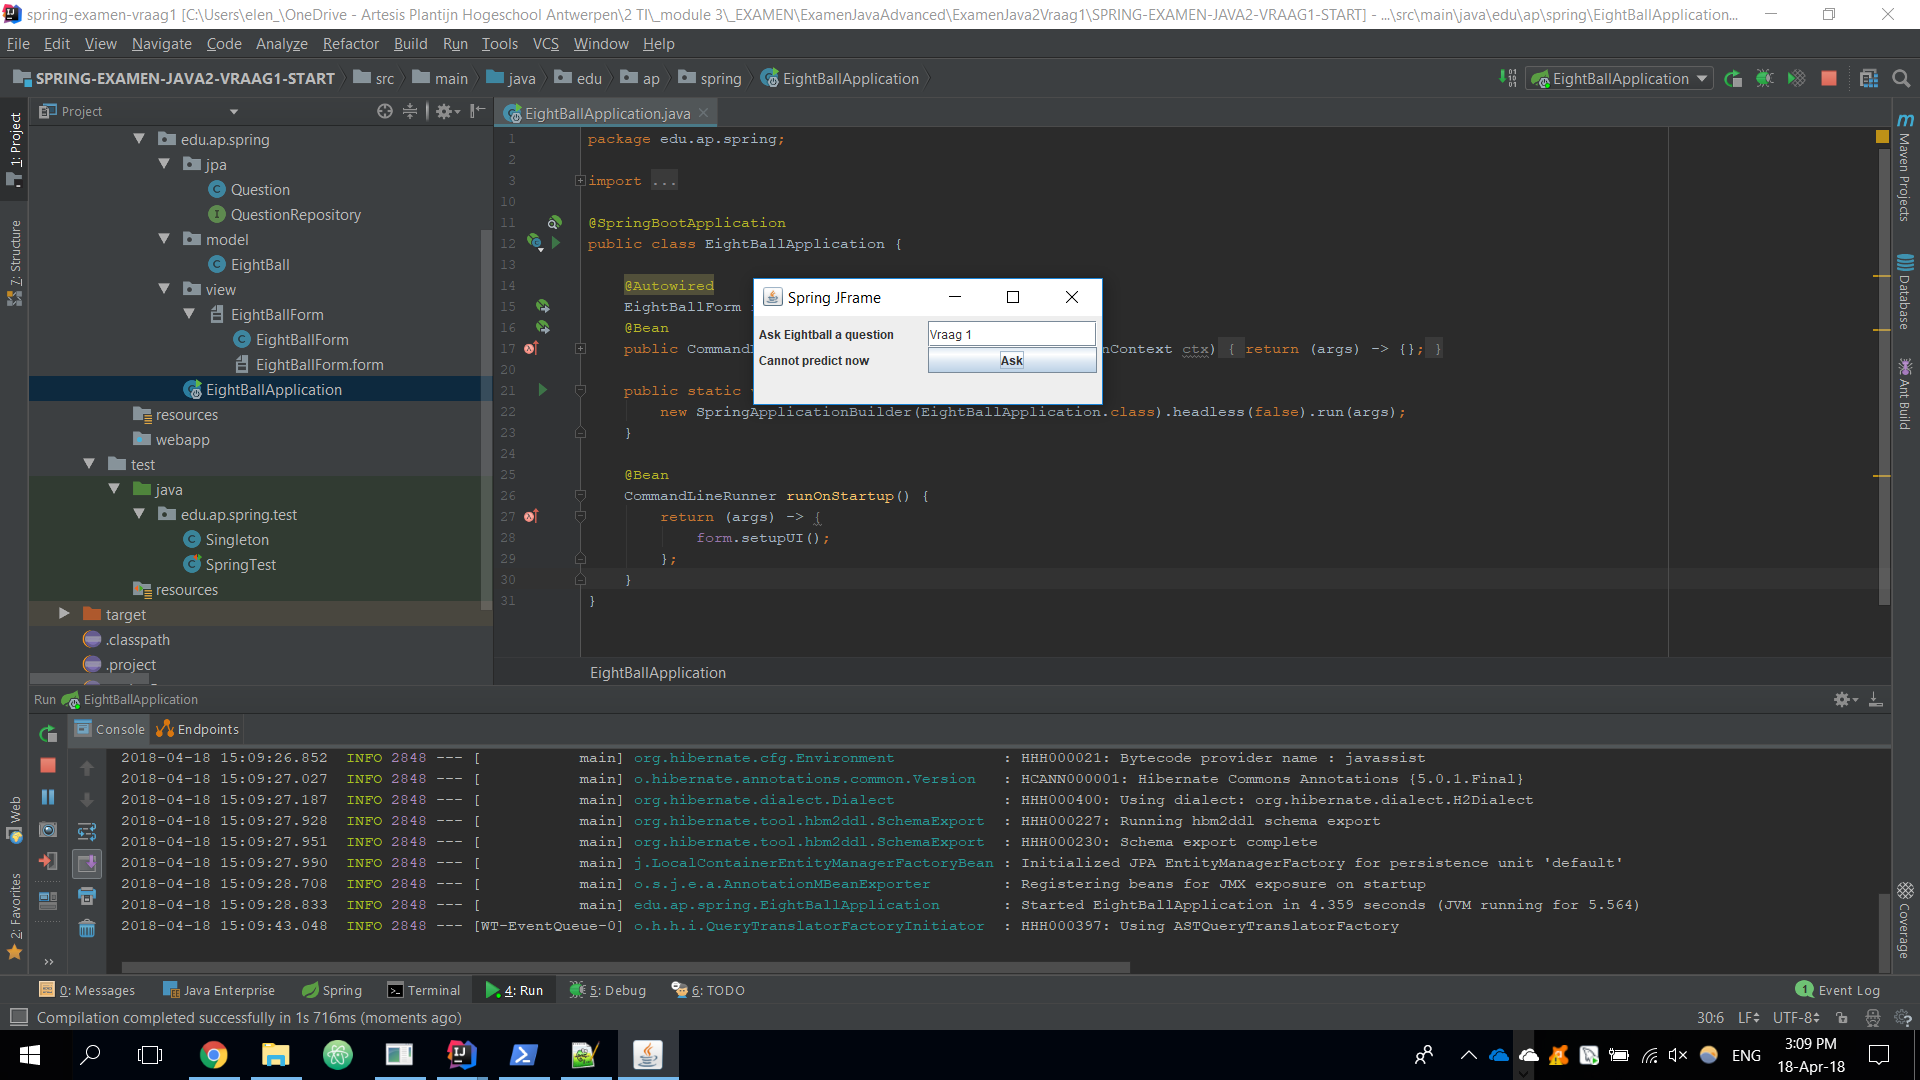 spring-examen-vraag1 [C:\Users\elen_\OneDrive - Artesis Plantijn Hogeschool Antwerpen\2 TI\_module 3\_EXAMEN\ExamenJavaAdvanced\ExamenJava2Vraag1\SPRING-EXAMEN-JAVA2-VRAAG1-START] - ...\src\main\java\edu\ap\spring\EightBallApplication...
File Edit View Navigate Code Analyze Refactor Build Run Tools VCS Window Help
SPRING-EXAMEN-JAVA2-VRAAG1-START src main java edu ap spring EightBallApplication
EightBallApplication
Project
EightBallApplication.java
1: Project
7: Structure
Web
2: Favorites
edu.ap.spring
jpa
Question
QuestionRepository
model
EightBall
view
EightBallForm
EightBallForm
EightBallForm.form
EightBallApplication
resources
webapp
test
java
edu.ap.spring.test
Singleton
SpringTest
resources
target
.classpath
.project
1 package edu.ap.spring;
2
3 import ...
10
11 @SpringBootApplication
12 public class EightBallApplication {
13
14 @Autowired
15 EightBallForm
16 @Bean
17 public Command nContext ctx) { return (args) -> {}; }
20
21 public static
22 new SpringApplicationBuilder(EightBallApplication.class).headless(false).run(args);
23 }
24
25 @Bean
26 CommandLineRunner runOnStartup() {
27 return (args) -> {
28 form.setupUI();
29 };
30 }
31 }
EightBallApplication
Spring JFrame
Ask Eightball a question Vraag 1
Cannot predict now Ask
Maven Projects
Database
Ant Build
Coverage
Run EightBallApplication
Console Endpoints
2018-04-18 15:09:26.852 INFO 2848 --- [ main] org.hibernate.cfg.Environment : HHH000021: Bytecode provider name : javassist
2018-04-18 15:09:27.027 INFO 2848 --- [ main] o.hibernate.annotations.common.Version : HCANN000001: Hibernate Commons Annotations {5.0.1.Final}
2018-04-18 15:09:27.187 INFO 2848 --- [ main] org.hibernate.dialect.Dialect : HHH000400: Using dialect: org.hibernate.dialect.H2Dialect
2018-04-18 15:09:27.928 INFO 2848 --- [ main] org.hibernate.tool.hbm2ddl.SchemaExport : HHH000227: Running hbm2ddl schema export
2018-04-18 15:09:27.951 INFO 2848 --- [ main] org.hibernate.tool.hbm2ddl.SchemaExport : HHH000230: Schema export complete
2018-04-18 15:09:27.990 INFO 2848 --- [ main] j.LocalContainerEntityManagerFactoryBean : Initialized JPA EntityManagerFactory for persistence unit 'default'
2018-04-18 15:09:28.708 INFO 2848 --- [ main] o.s.j.e.a.AnnotationMBeanExporter : Registering beans for JMX exposure on startup
2018-04-18 15:09:28.833 INFO 2848 --- [ main] edu.ap.spring.EightBallApplication : Started EightBallApplication in 4.359 seconds (JVM running for 5.564)
2018-04-18 15:09:43.048 INFO 2848 --- [WT-EventQueue-0] o.h.h.i.QueryTranslatorFactoryInitiator : HHH000397: Using ASTQueryTranslatorFactory
0: Messages Java Enterprise Spring Terminal 4: Run 5: Debug 6: TODO 1 Event Log
Compilation completed successfully in 1s 716ms (moments ago) 30:6 LF UTF-8
ENG 3:09 PM
18-Apr-18